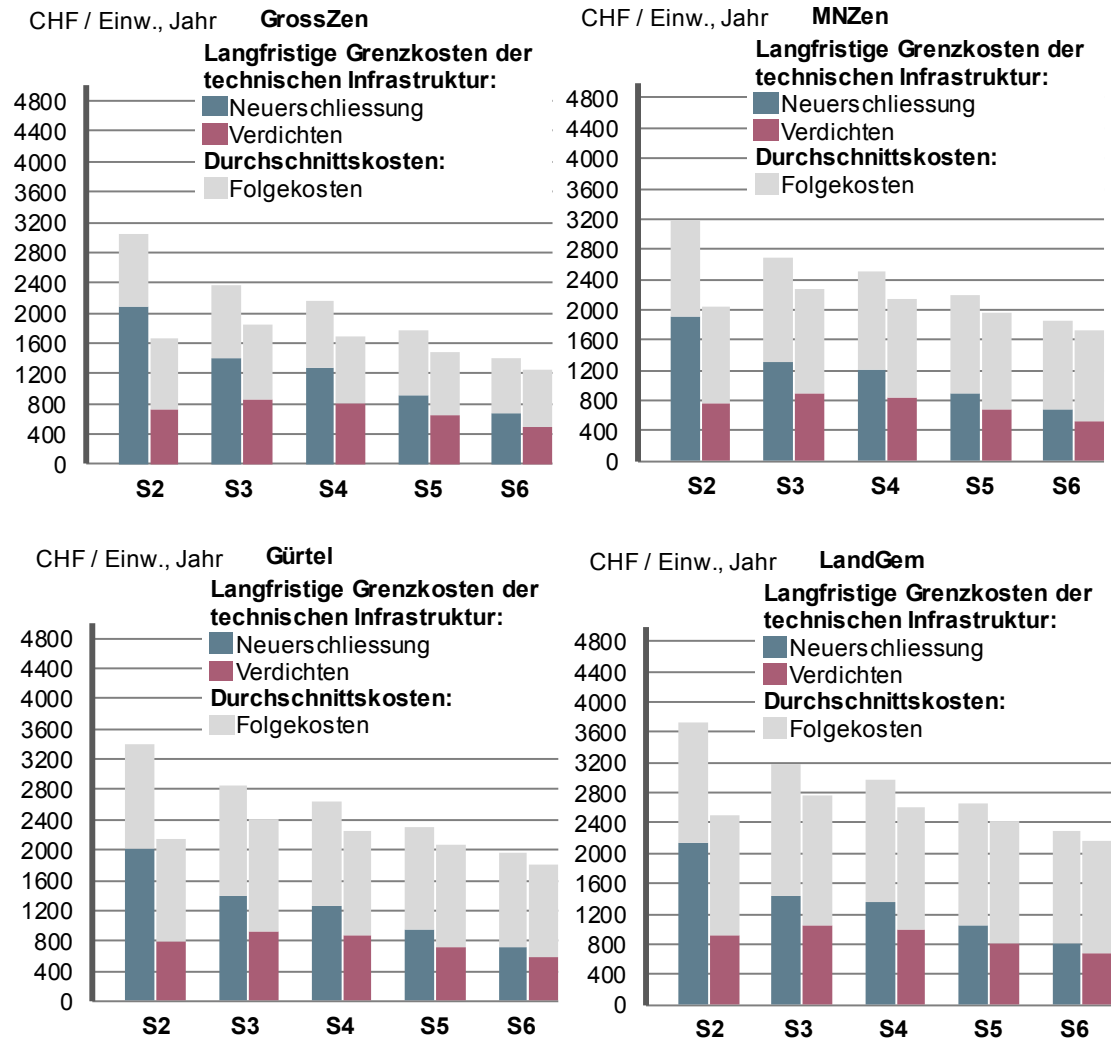 CHF / Einw., Jahr GrossZen
Langfristige Grenzkosten der
technischen Infrastruktur:
Neuerschliessung
Verdichten
Durchschnittskosten:
Folgekosten
4800
4400
4000
3600
3200
2800
2400
2000
1600
1200
800
400
0
S2 S3 S4 S5 S6
CHF / Einw., Jahr MNZen
Langfristige Grenzkosten der
technischen Infrastruktur:
Neuerschliessung
Verdichten
Durchschnittskosten:
Folgekosten
4800
4400
4000
3600
3200
2800
2400
2000
1600
1200
800
400
0
S2 S3 S4 S5 S6
CHF / Einw., Jahr Gürtel
Langfristige Grenzkosten der
technischen Infrastruktur:
Neuerschliessung
Verdichten
Durchschnittskosten:
Folgekosten
4800
4400
4000
3600
3200
2800
2400
2000
1600
1200
800
400
0
S2 S3 S4 S5 S6
CHF / Einw., Jahr LandGem
Langfristige Grenzkosten der
technischen Infrastruktur:
Neuerschliessung
Verdichten
Durchschnittskosten:
Folgekosten
4800
4400
4000
3600
3200
2800
2400
2000
1600
1200
800
400
0
S2 S3 S4 S5 S6